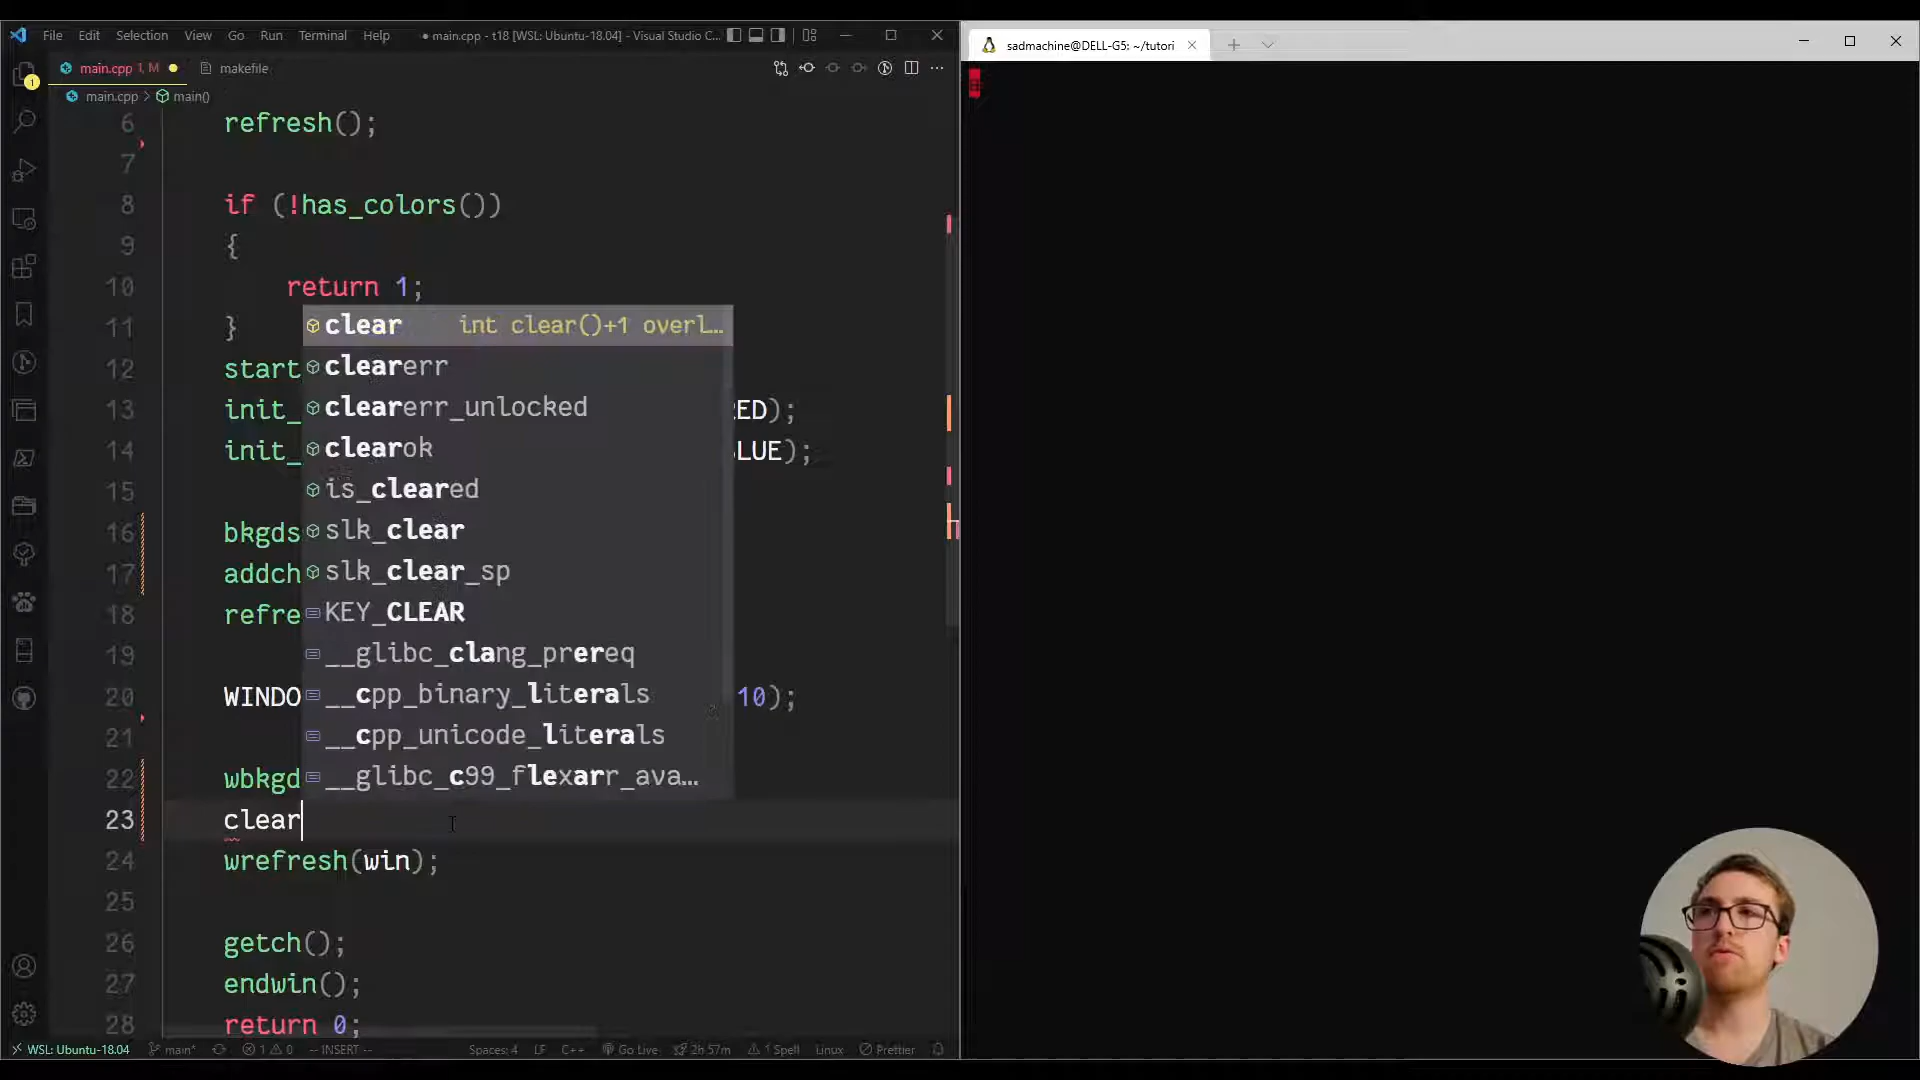 File Edit Selection View Go Run Terminal Help
● main.cpp - t18 [WSL: Ubuntu-18.04] - Visual Studio C...
sadmachine@DELL-G5: ~/tutori
main.cpp 1, M
makefile
main.cpp > main()
6 refresh();
7
8 if (!has_colors())
9 {
10 return 1;
11 }
12 start
13 init_ ED);
14 init_ LUE);
15
16 bkgds
17 addch
18 refre
19
20 WINDO 10);
21
22 wbkgd
23 clear
24 wrefresh(win);
25
26 getch();
27 endwin();
28 return 0;
clear int clear()+1 overl...
clearerr
clearerr_unlocked
clearok
is_cleared
slk_clear
slk_clear_sp
KEY_CLEAR
__glibc_clang_prereq
__cpp_binary_literals
__cpp_unicode_literals
__glibc_c99_flexarr_ava...
1
WSL: Ubuntu-18.04 main* 1 0 -- INSERT -- Spaces: 4 LF C++ Go Live 2h 57m 1 Spell Linux Prettier